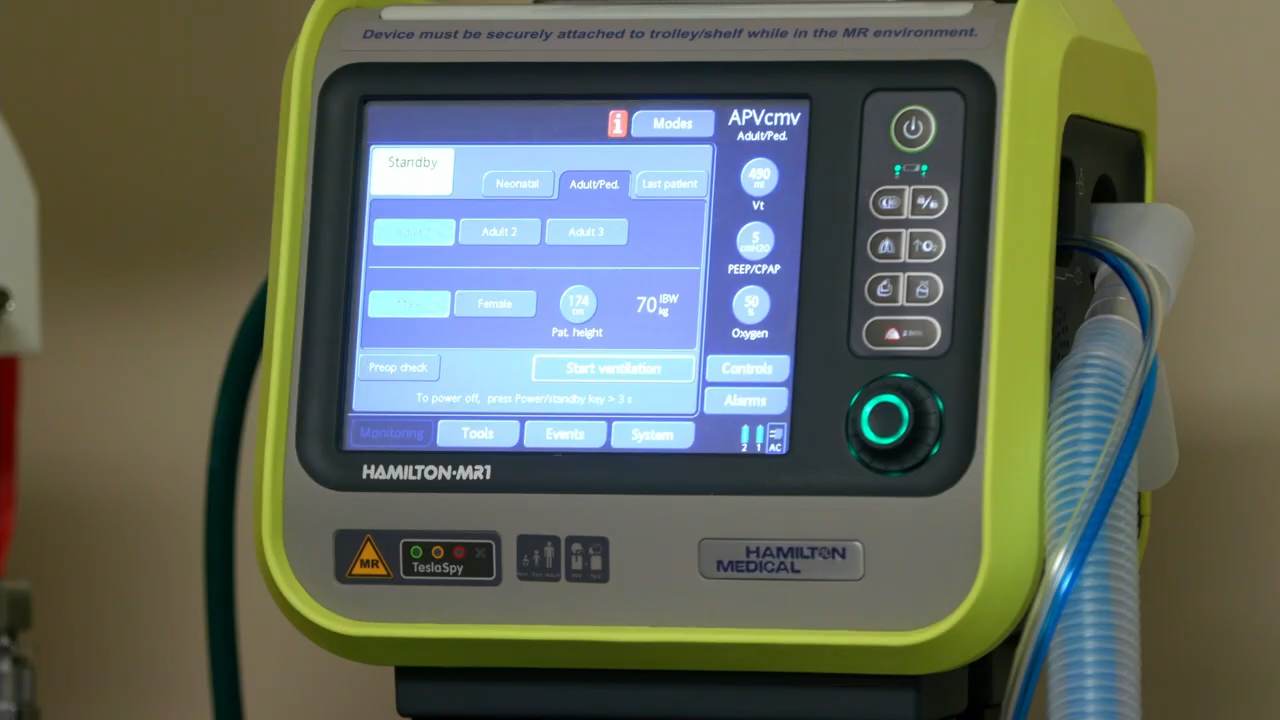 Device must be securely attached to trolley/shelf while in the MR environment.
i
Modes
APVcmv
Adult/Ped.
Standby
Neonatal
Adult/Ped.
Last patient
490
ml
Vt
Adult 1
Adult 2
Adult 3
5
cmH2O
PEEP/CPAP
Female
174
cm
Pat. height
70
IBW
kg
50
%
Oxygen
Preop check
Start ventilation
Controls
To power off, press Power/standby key > 3 s
Alarms
Monitoring
Tools
Events
System
2 1 AC
O₂
HAMILTON-MR1
MR
TeslaSpy
HAMILTON
MEDICAL